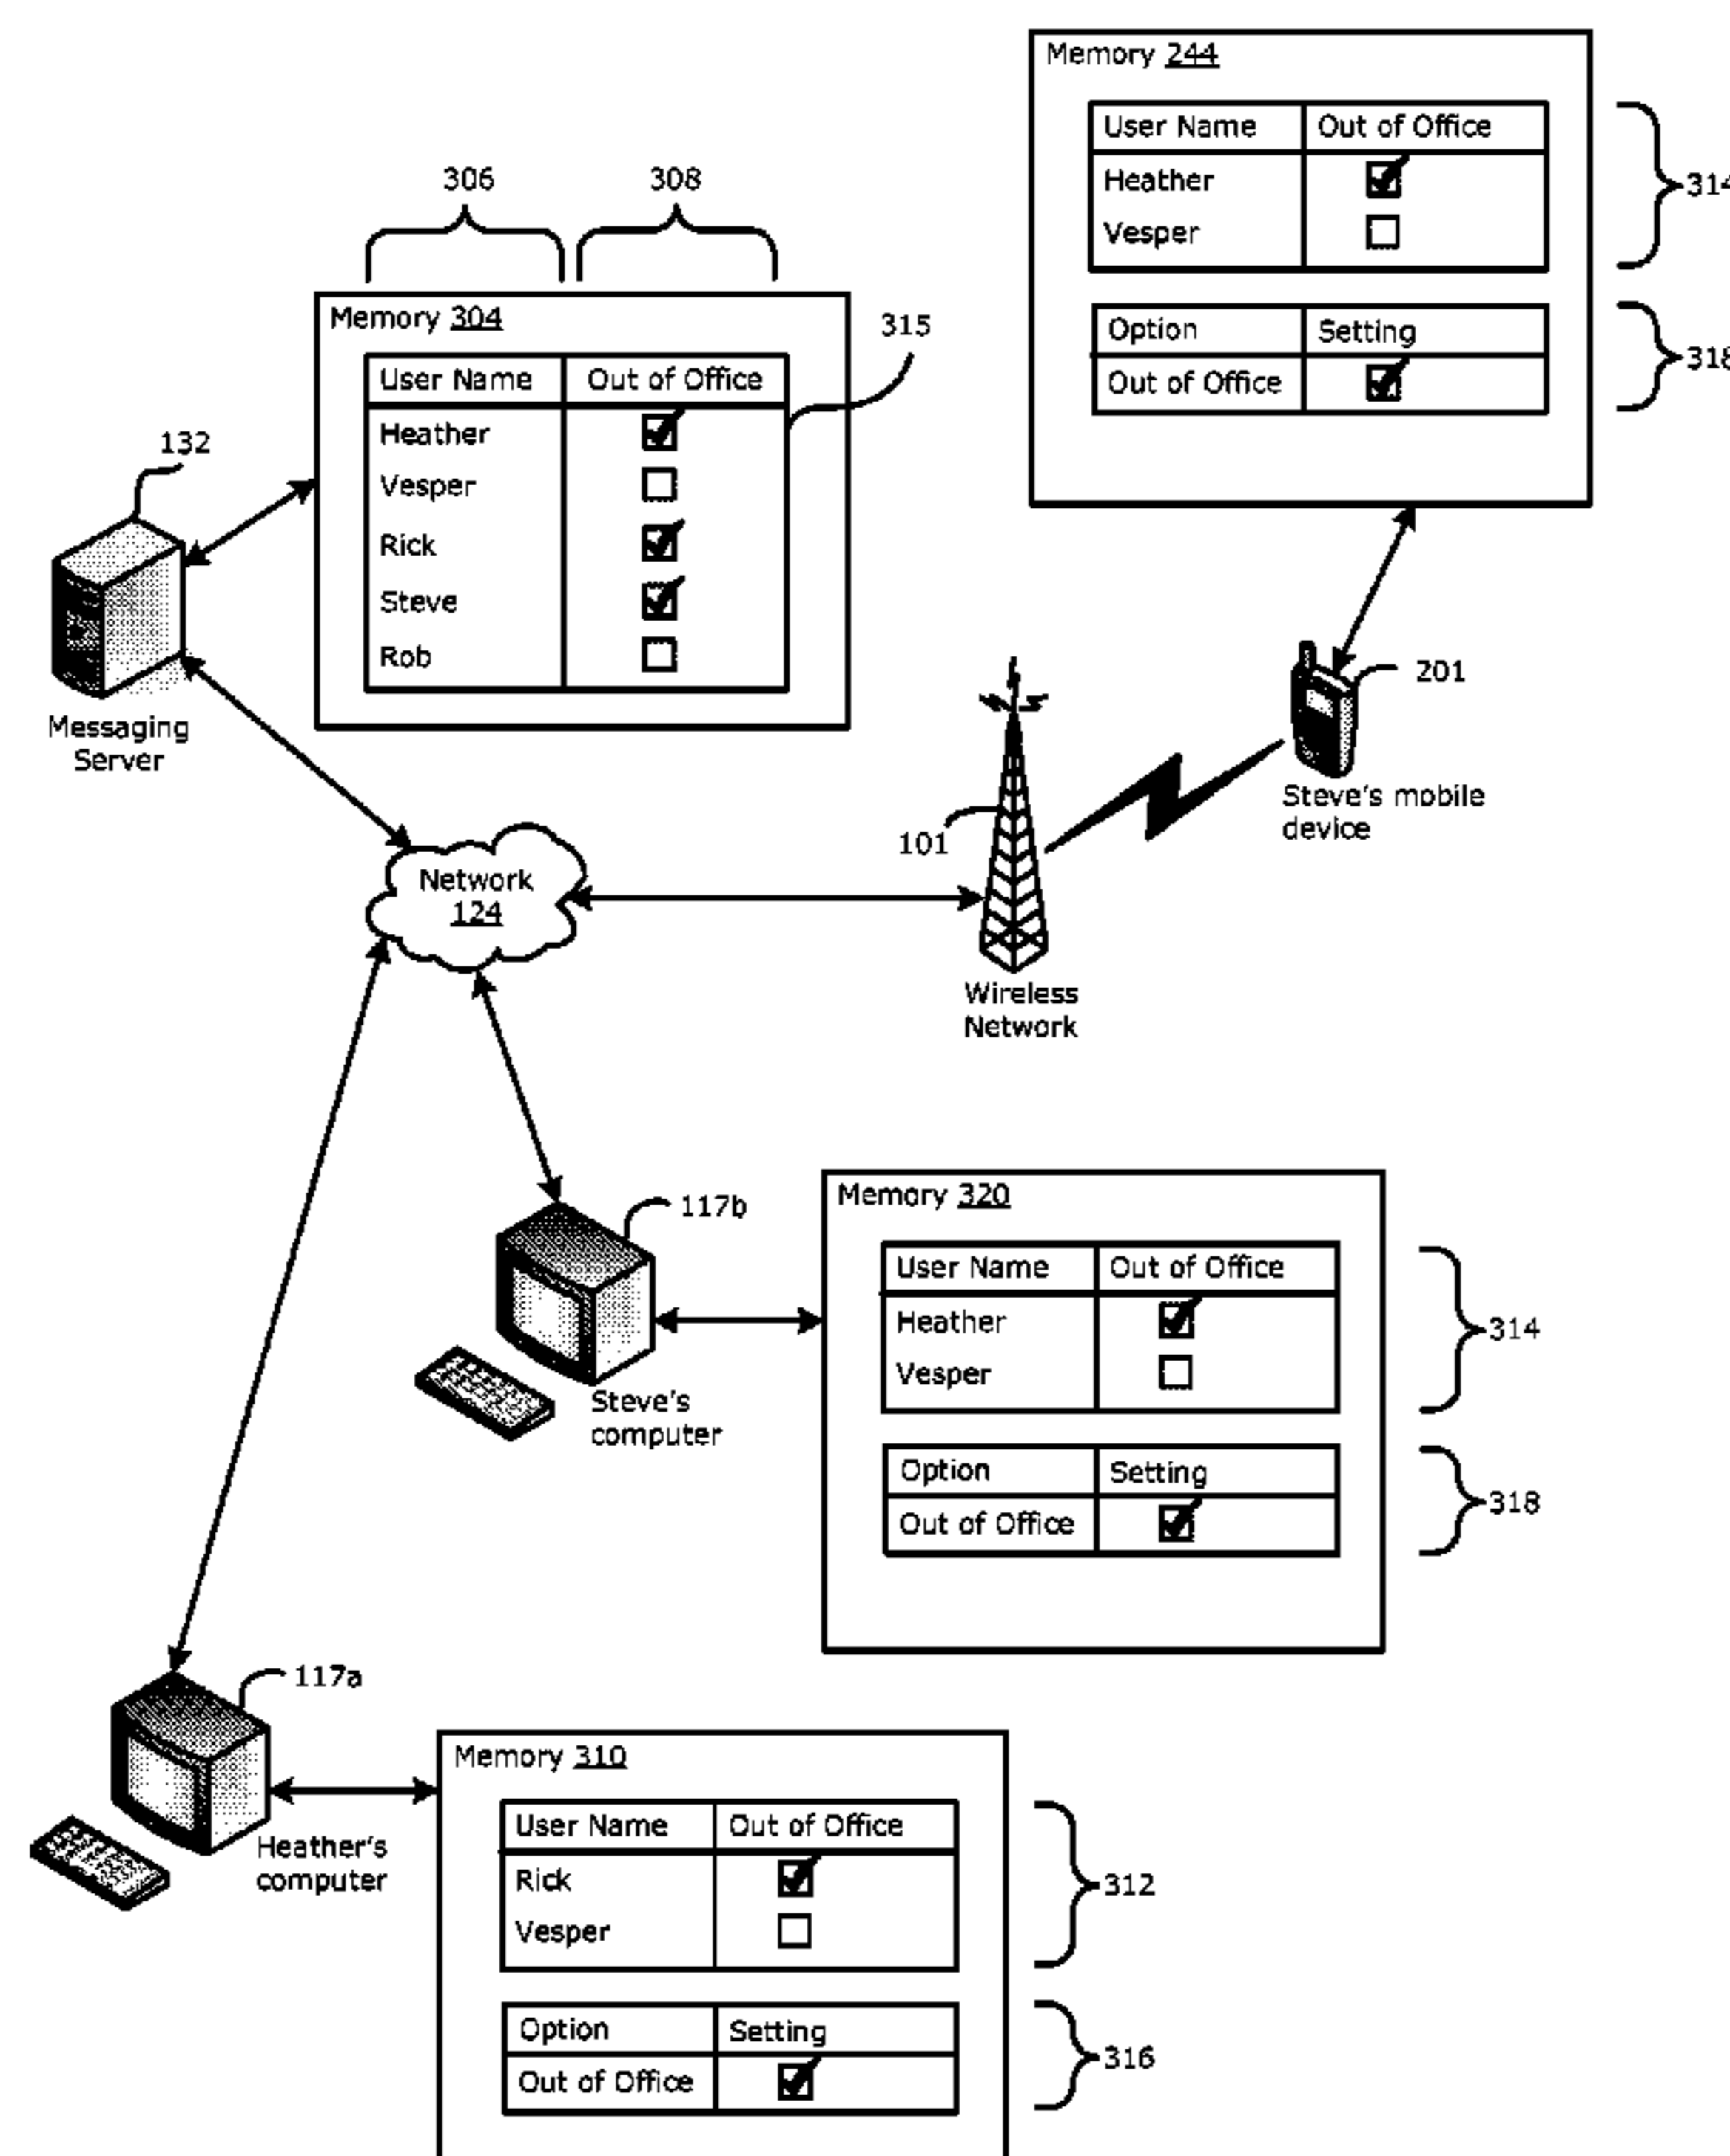 Memory 244
User Name Out of Office
Heather
Vesper
314
Option Setting
Out of Office
318
306 308
Memory 304
315
User Name Out of Office
Heather
Vesper
Rick
Steve
Rob
132
Messaging
Server
201
Steve's mobile
device
101
Wireless
Network
Network
124
117b
Steve's
computer
Memory 320
User Name Out of Office
Heather
Vesper
314
Option Setting
Out of Office
318
117a
Heather's
computer
Memory 310
User Name Out of Office
Rick
Vesper
312
Option Setting
Out of Office
316